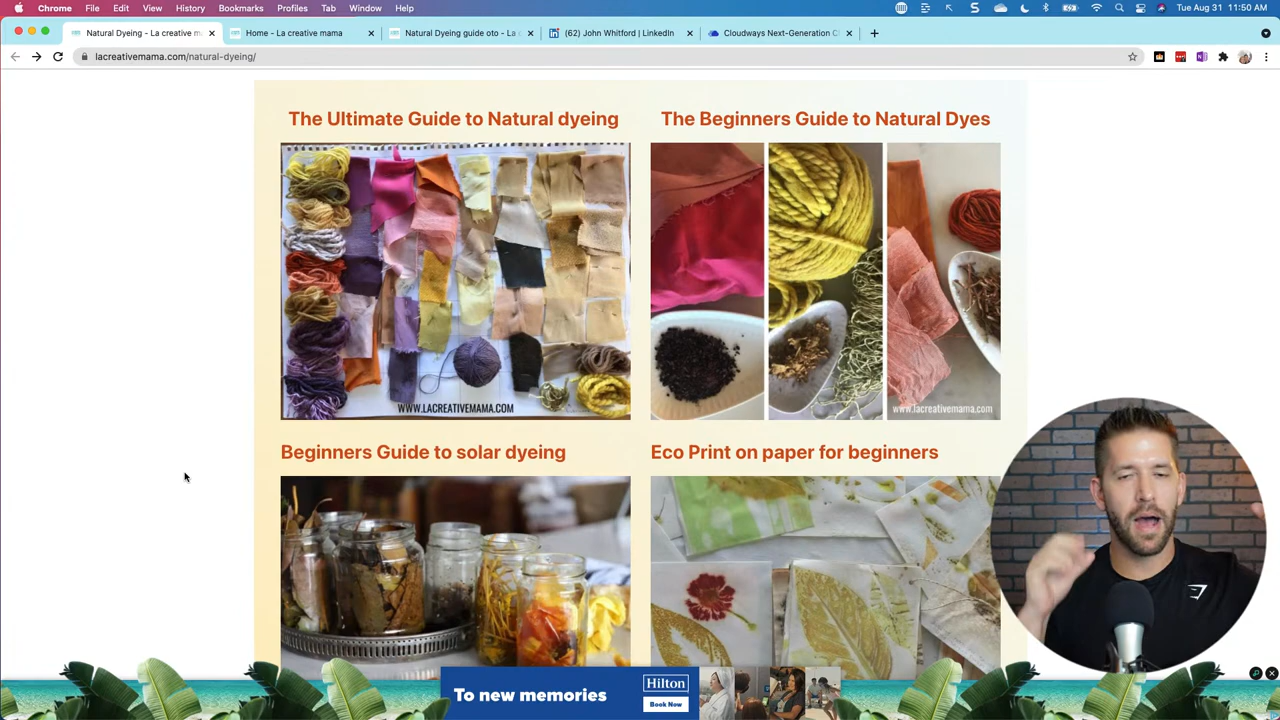 Chrome File Edit View History Bookmarks Profiles Tab Window Help
Tue Aug 31 11:50 AM
Natural Dyeing - La creative m
Home - La creative mama
Natural Dyeing guide oto - La c
(62) John Whitford | LinkedIn
Cloudways Next-Generation C
lacreativemama.com/natural-dyeing/
The Ultimate Guide to Natural dyeing
The Beginners Guide to Natural Dyes
WWW.LACREATIVEMAMA.COM
www.lacreativemama.com
Beginners Guide to solar dyeing
Eco Print on paper for beginners
To new memories
Hilton
Book Now